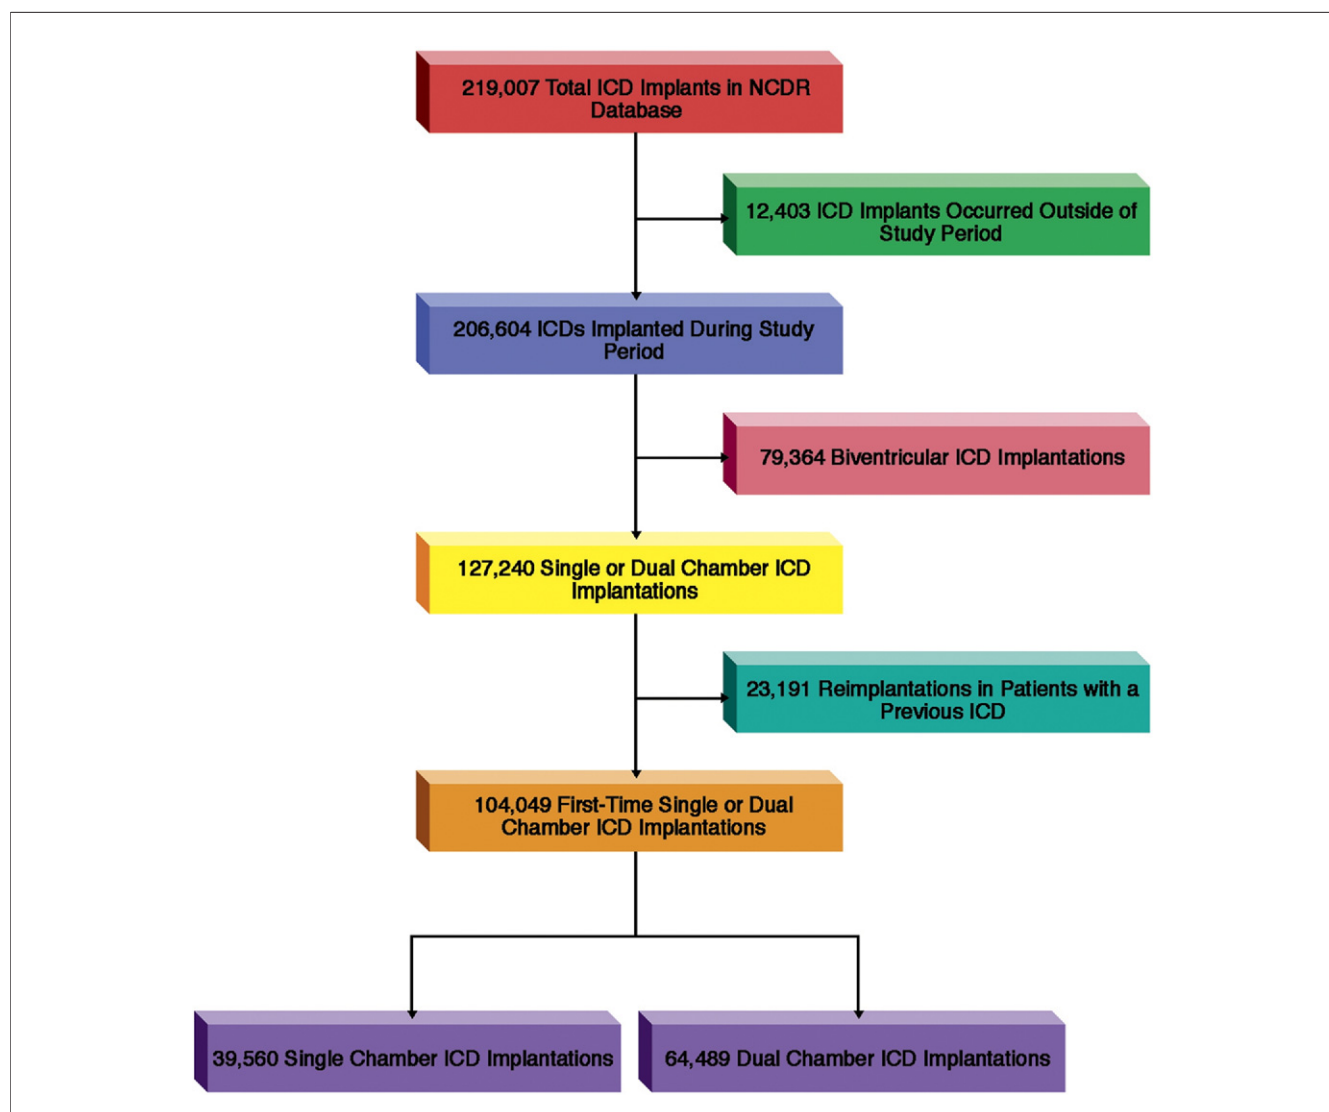 219,007 Total ICD Implants in NCDR
Database
12,403 ICD Implants Occurred Outside of
Study Period
206,604 ICDs Implanted During Study
Period
79,364 Biventricular ICD Implantations
127,240 Single or Dual Chamber ICD
Implantations
23,191 Reimplantations in Patients with a
Previous ICD
104,049 First-Time Single or Dual
Chamber ICD Implantations
39,560 Single Chamber ICD Implantations
64,489 Dual Chamber ICD Implantations